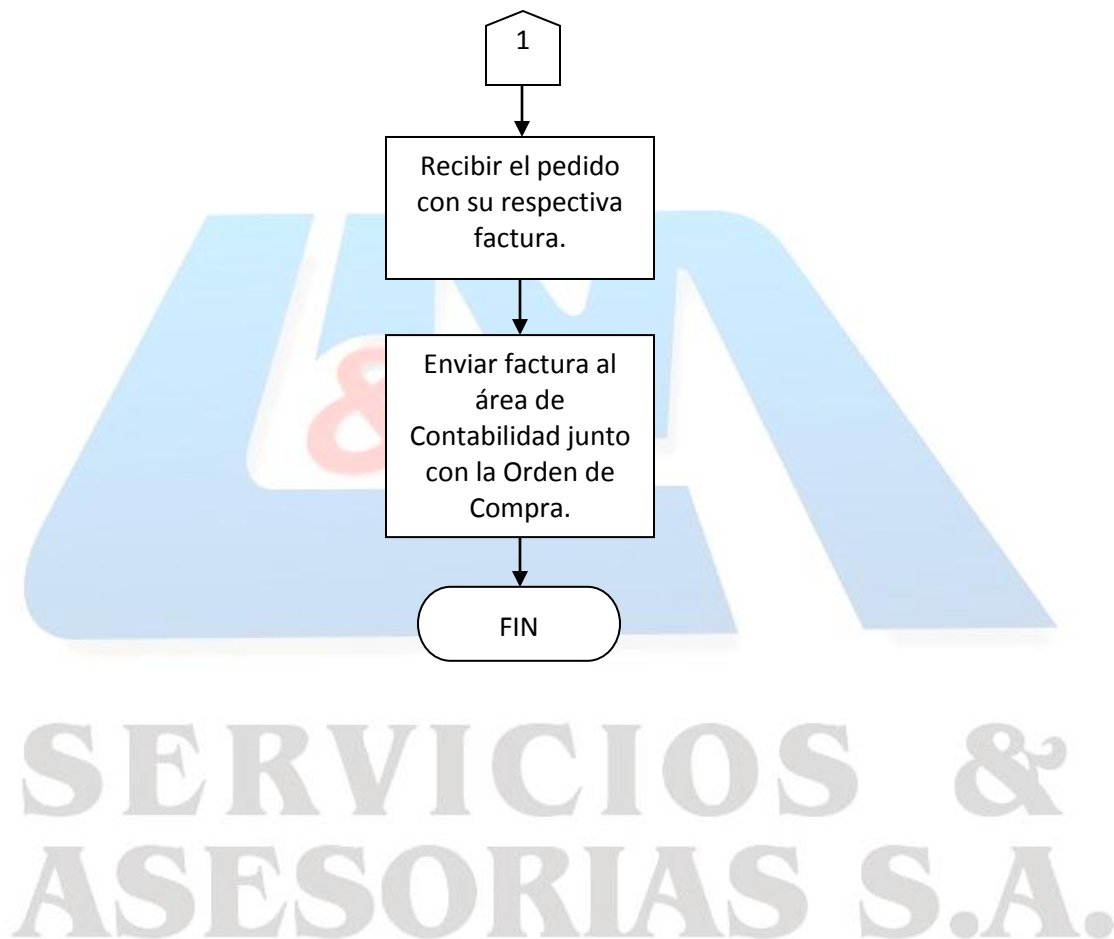 1
Recibir el pedido
con su respectiva
factura.
Enviar factura al
área de
Contabilidad junto
con la Orden de
Compra.
FIN
&
SERVICIOS &
ASESORIAS S.A.